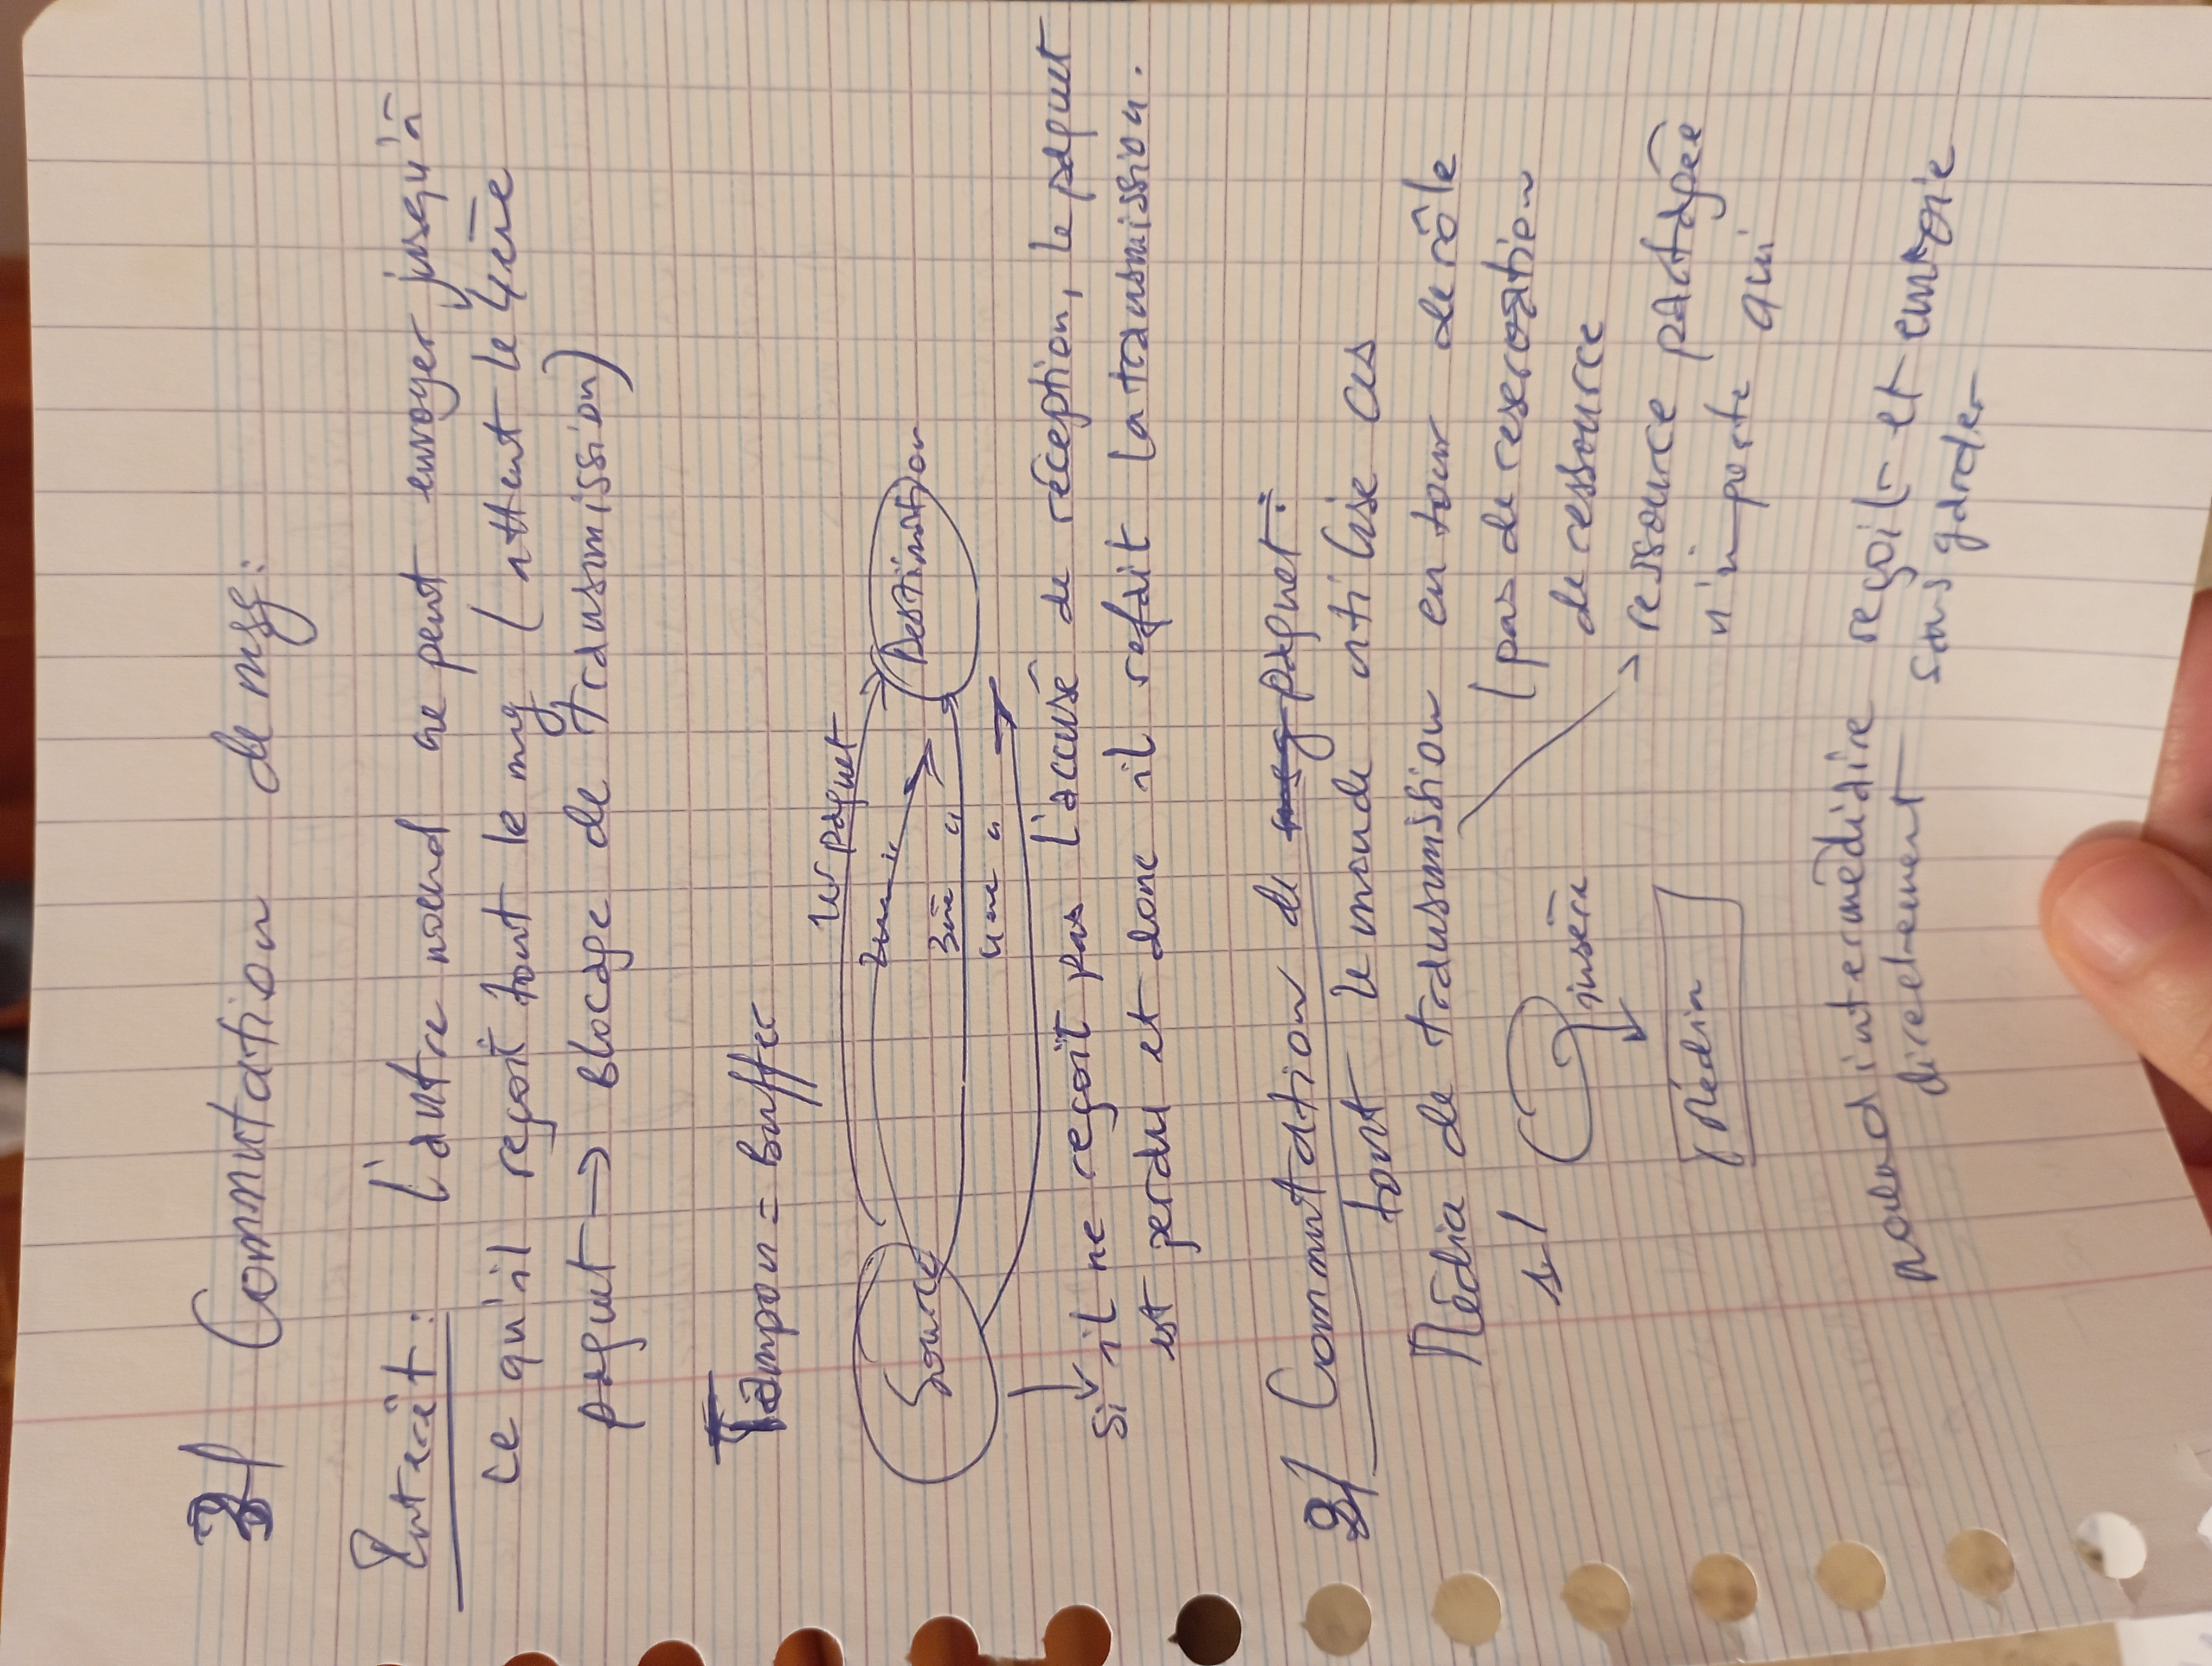 3/ Commutation de msg:
Interêt: l'autre noeud ne peut envoyer jusqu'à
ce qu'il reçoit tout le msg (attent le 4ème
paquet → Blocage de transmission)
Tampon = Buffer
1er paquet
2eme "
Source
Destination
3ème "
4eme "
si il ne reçoit pas l'accusé de réception, le paquet
est perdu et donc il refait la transmission.
2/ Commutation de msg paquet:
tout le monde utilise ces
Média de transmission en tour de rôle
1/
(pas de reservation
insère
de ressource
Média
ressource partagée
n'importe qui
noeud intermédiaire reçoit et envoie
directement sans garder